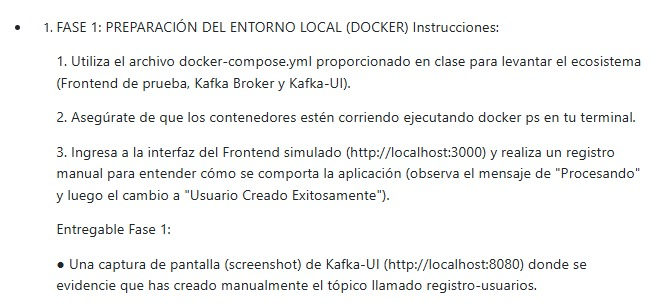 ● 1. FASE 1: PREPARACIÓN DEL ENTORNO LOCAL (DOCKER) Instrucciones:
1. Utiliza el archivo docker-compose.yml proporcionado en clase para levantar el ecosistema
(Frontend de prueba, Kafka Broker y Kafka-UI).
2. Asegúrate de que los contenedores estén corriendo ejecutando docker ps en tu terminal.
3. Ingresa a la interfaz del Frontend simulado (http://localhost:3000) y realiza un registro
manual para entender cómo se comporta la aplicación (observa el mensaje de "Procesando"
y luego el cambio a "Usuario Creado Exitosamente").
Entregable Fase 1:
● Una captura de pantalla (screenshot) de Kafka-UI (http://localhost:8080) donde se
evidencie que has creado manualmente el tópico llamado registro-usuarios.